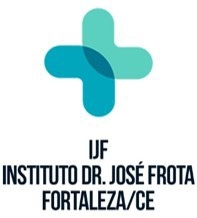 IJF
INSTITUTO DR. JOSÉ FROTA
FORTALEZA/CE